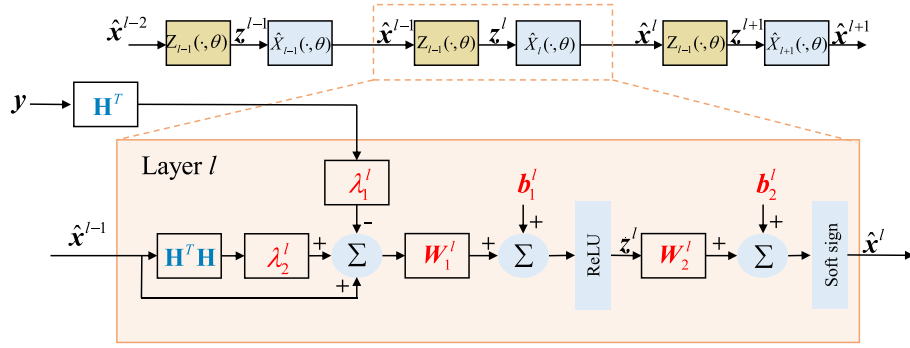 x̂^{l-2} Z_{l-1}(·,θ) z^{l-1} X̂_{l-1}(·,θ) x̂^{l-1} Z_{l-1}(·,θ) z^l X̂_l(·,θ) x̂^l Z_{l-1}(·,θ) z^{l+1} X̂_{l+1}(·,θ) x̂^{l+1}
y H^T
Layer l
λ_1^l b_1^l b_2^l
- + +
x̂^{l-1} H^T H λ_2^l + Σ W_1^l + Σ ReLU z^l W_2^l + Σ Soft sign x̂^l
+